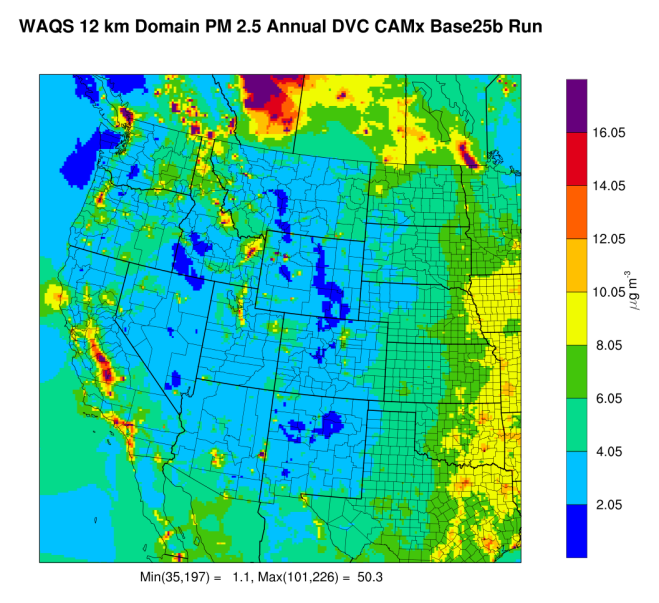 WAQS 12 km Domain PM 2.5 Annual DVC CAMx Base25b Run
16.05
14.05
12.05
10.05
8.05
6.05
4.05
2.05
μg m-3
Min(35,197) = 1.1, Max(101,226) = 50.3